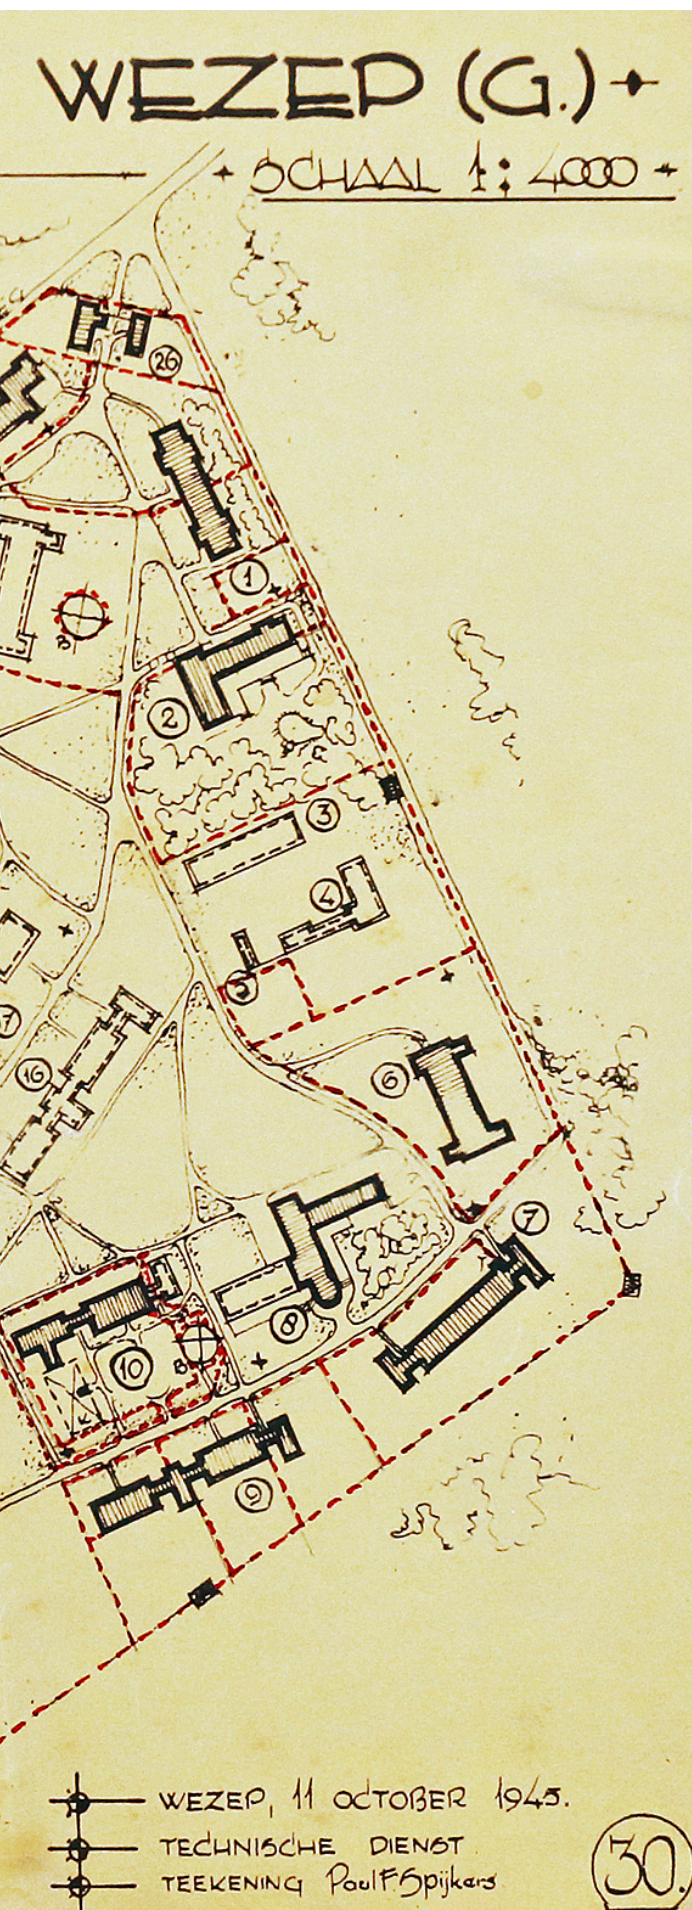 WEZEP (G.)
SCHAAL 1:4000
26
1
B
2
3
4
5
6
16
7
8
10
B
K
9
WEZEP, 11 OCTOBER 1945.
TECHNISCHE DIENST
TEEKENING Paul F. Spijkers
30.